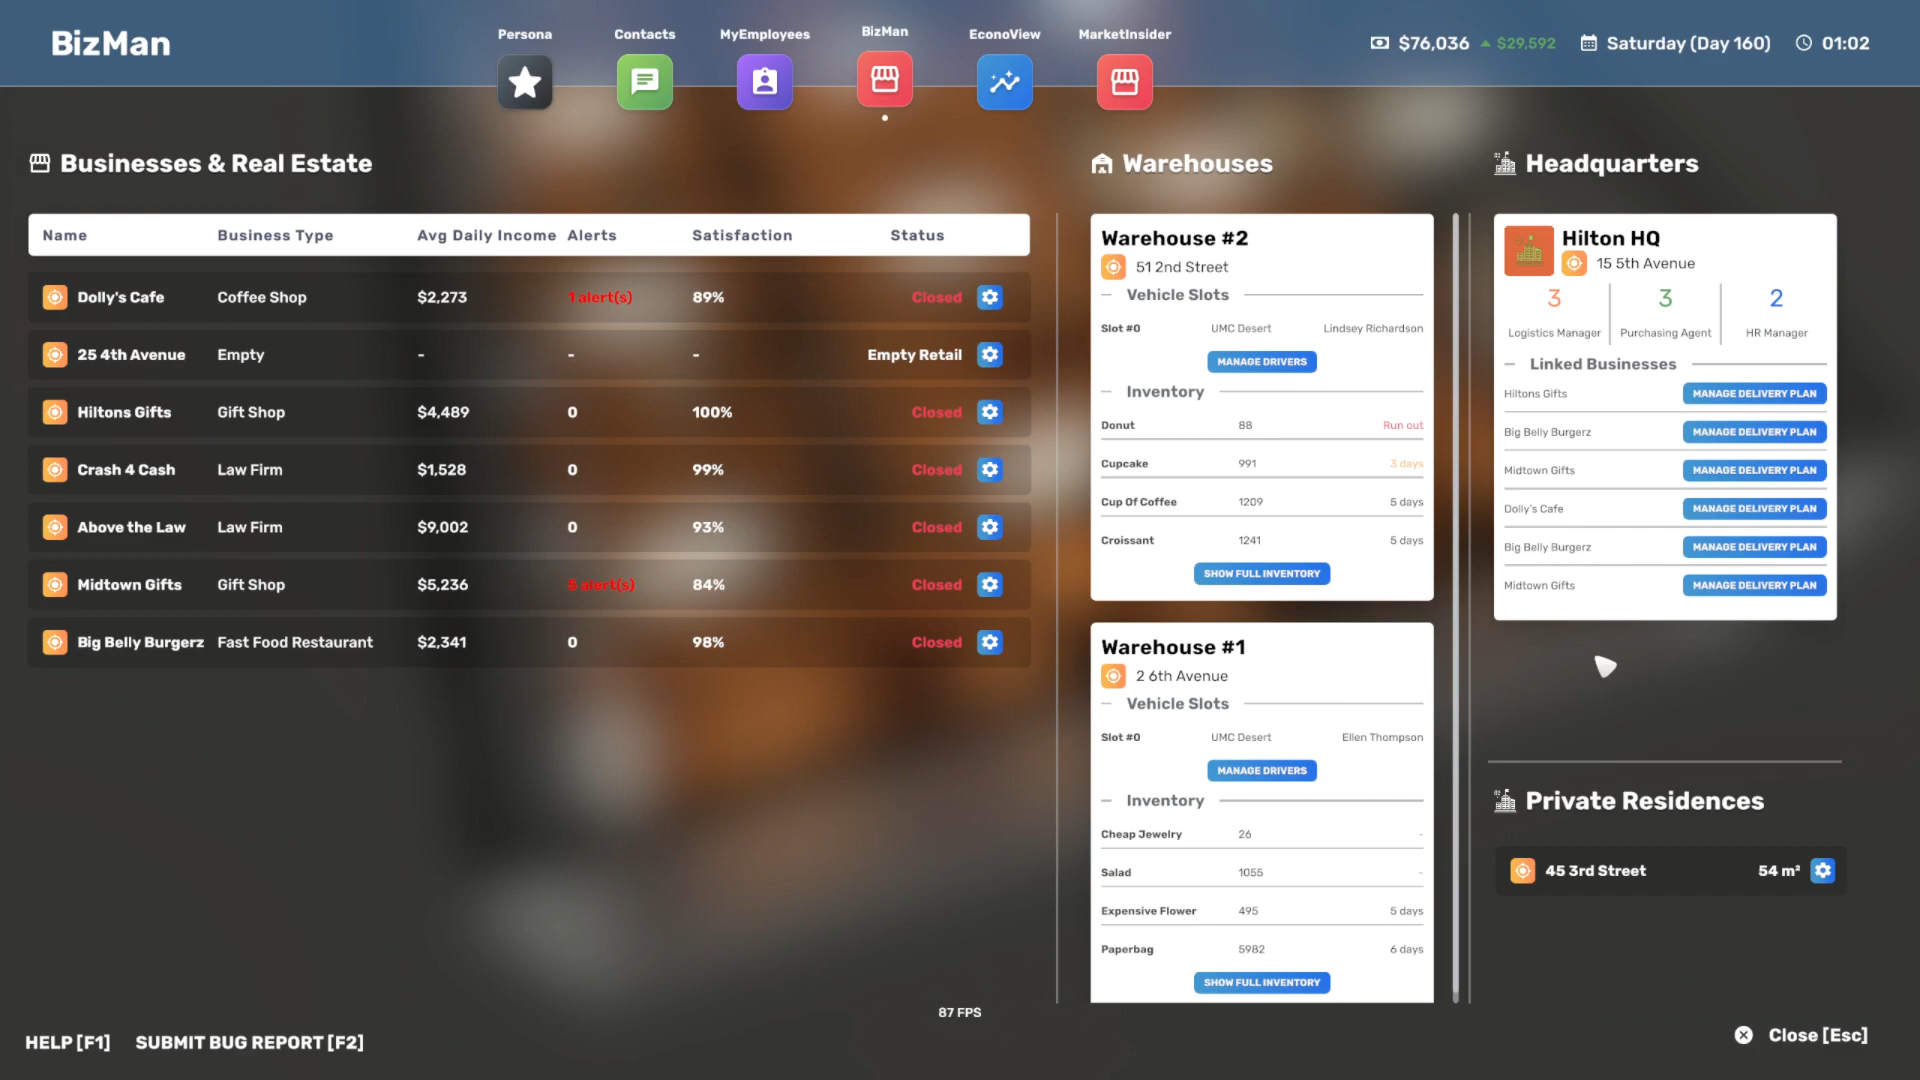 BizMan
Persona
Contacts
MyEmployees
BizMan
EconoView
MarketInsider
$76,036 $29,592 Saturday (Day 160) 01:02
Businesses & Real Estate
Name Business Type Avg Daily Income Alerts Satisfaction Status
Dolly's Cafe Coffee Shop $2,273 1 alert(s) 89% Closed
25 4th Avenue Empty - - - Empty Retail
Hiltons Gifts Gift Shop $4,489 0 100% Closed
Crash 4 Cash Law Firm $1,528 0 99% Closed
Above the Law Law Firm $9,002 0 93% Closed
Midtown Gifts Gift Shop $5,236 5 alert(s) 84% Closed
Big Belly Burgerz Fast Food Restaurant $2,341 0 98% Closed
Warehouses
Warehouse #2
51 2nd Street
Vehicle Slots
Slot #0 UMC Desert Lindsey Richardson
MANAGE DRIVERS
Inventory
Donut 88 Run out
Cupcake 991 3 days
Cup Of Coffee 1209 5 days
Croissant 1241 5 days
SHOW FULL INVENTORY
Warehouse #1
2 6th Avenue
Vehicle Slots
Slot #0 UMC Desert Ellen Thompson
MANAGE DRIVERS
Inventory
Cheap Jewelry 26 -
Salad 1055 -
Expensive Flower 495 5 days
Paperbag 5982 6 days
SHOW FULL INVENTORY
Headquarters
Hilton HQ
15 5th Avenue
3 3 2
Logistics Manager Purchasing Agent HR Manager
Linked Businesses
Hiltons Gifts MANAGE DELIVERY PLAN
Big Belly Burgerz MANAGE DELIVERY PLAN
Midtown Gifts MANAGE DELIVERY PLAN
Dolly's Cafe MANAGE DELIVERY PLAN
Big Belly Burgerz MANAGE DELIVERY PLAN
Midtown Gifts MANAGE DELIVERY PLAN
Private Residences
45 3rd Street 54 m²
87 FPS
HELP [F1] SUBMIT BUG REPORT [F2]
Close [Esc]